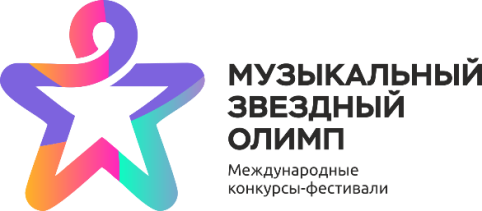 МУЗЫКАЛЬНЫЙ
ЗВЕЗДНЫЙ
ОЛИМП
Международные
конкурсы-фестивали